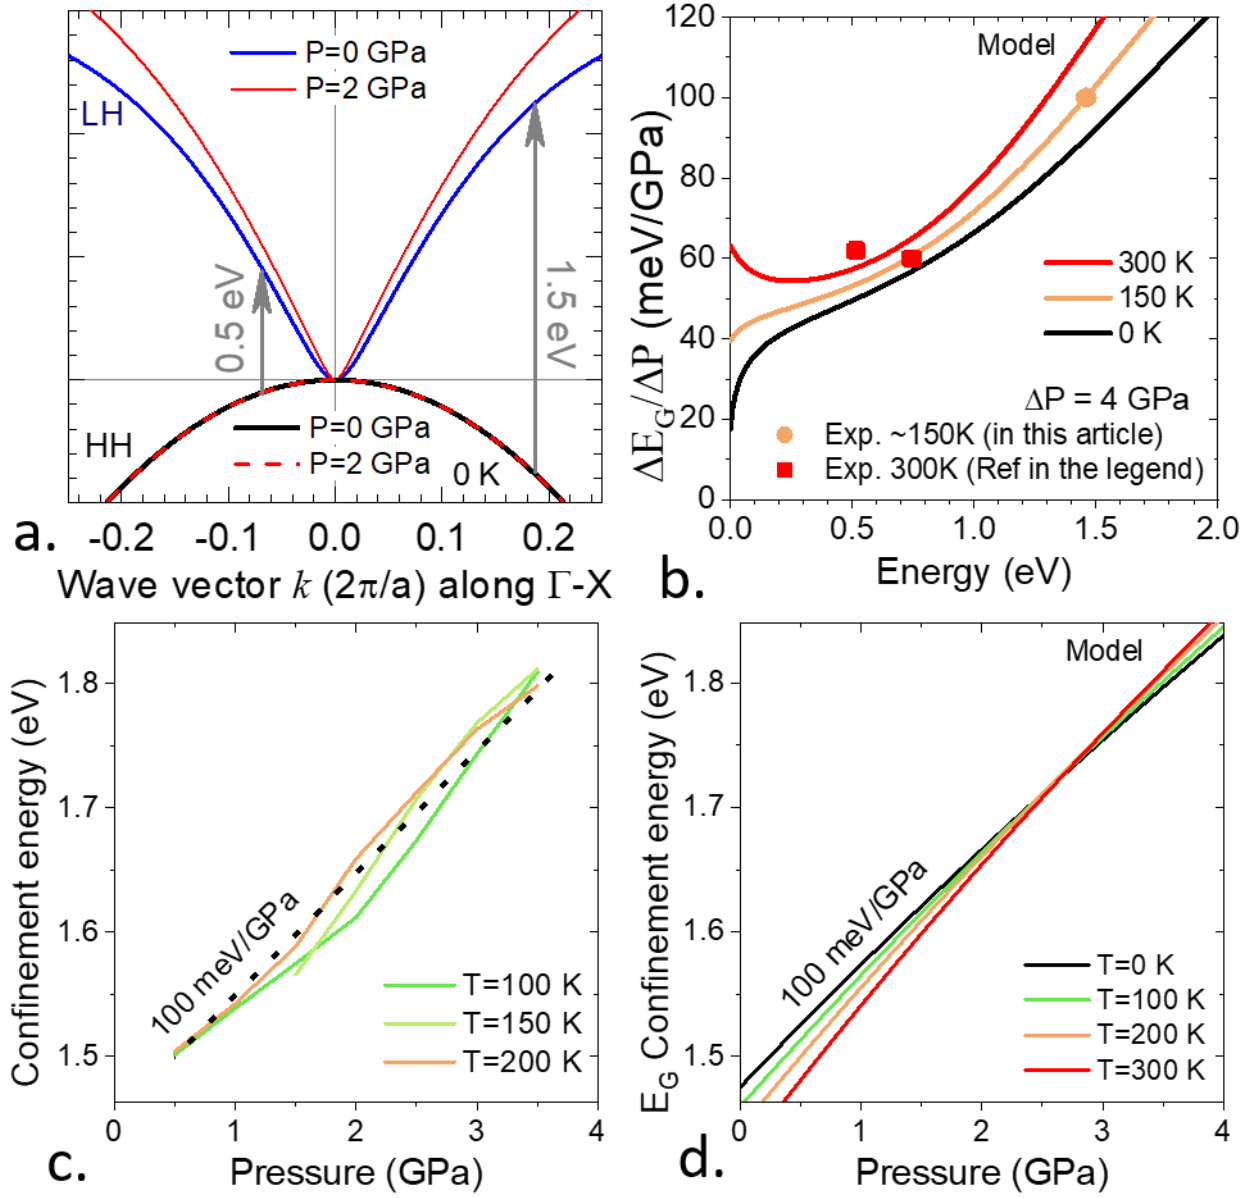 P=0 GPa
P=2 GPa
LH
0.5 eV
1.5 eV
HH
P=0 GPa
P=2 GPa
0 K
a.
-0.2 -0.1 0.0 0.1 0.2
Wave vector k (2π/a) along Γ-X
120
100
80
60
40
20
0
ΔE_G/ΔP (meV/GPa)
Model
300 K
150 K
0 K
ΔP = 4 GPa
Exp. ~150K (in this article)
Exp. 300K (Ref in the legend)
0.0 0.5 1.0 1.5 2.0
b.
Energy (eV)
1.8
1.7
1.6
1.5
Confinement energy (eV)
100 meV/GPa
T=100 K
T=150 K
T=200 K
0 1 2 3 4
c.
Pressure (GPa)
1.8
1.7
1.6
1.5
E_G Confinement energy (eV)
Model
100 meV/GPa
T=0 K
T=100 K
T=200 K
T=300 K
0 1 2 3 4
d.
Pressure (GPa)